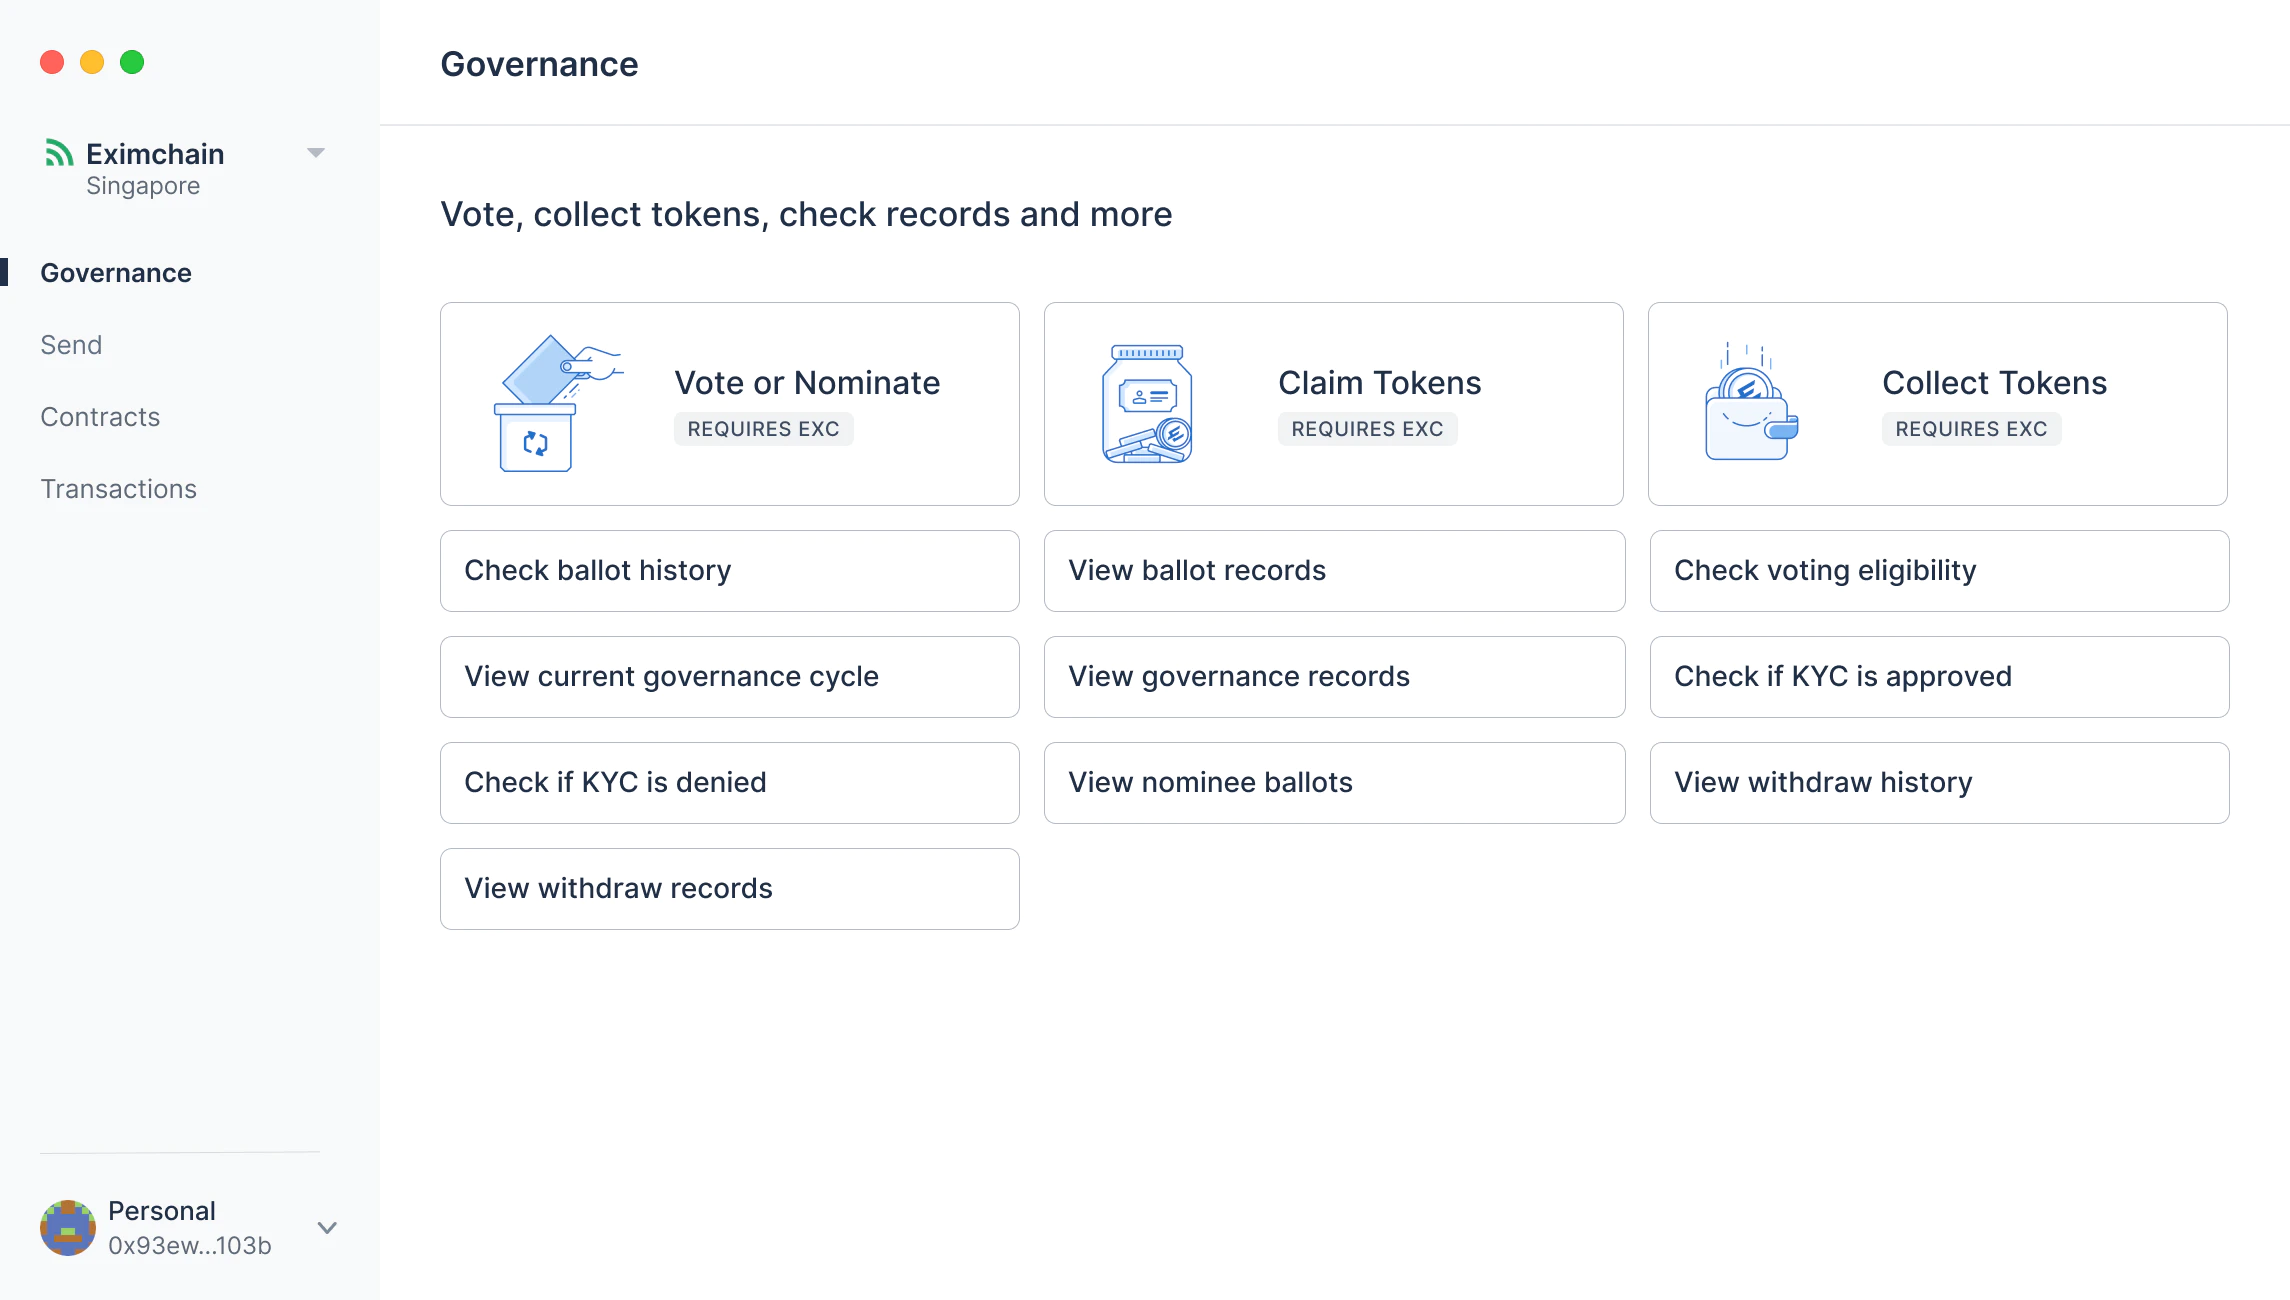 Governance
Eximchain
Singapore
Governance
Send
Contracts
Transactions
Personal
0x93ew...103b
Vote, collect tokens, check records and more
Vote or Nominate
REQUIRES EXC
Claim Tokens
REQUIRES EXC
Collect Tokens
REQUIRES EXC
Check ballot history
View ballot records
Check voting eligibility
View current governance cycle
View governance records
Check if KYC is approved
Check if KYC is denied
View nominee ballots
View withdraw history
View withdraw records